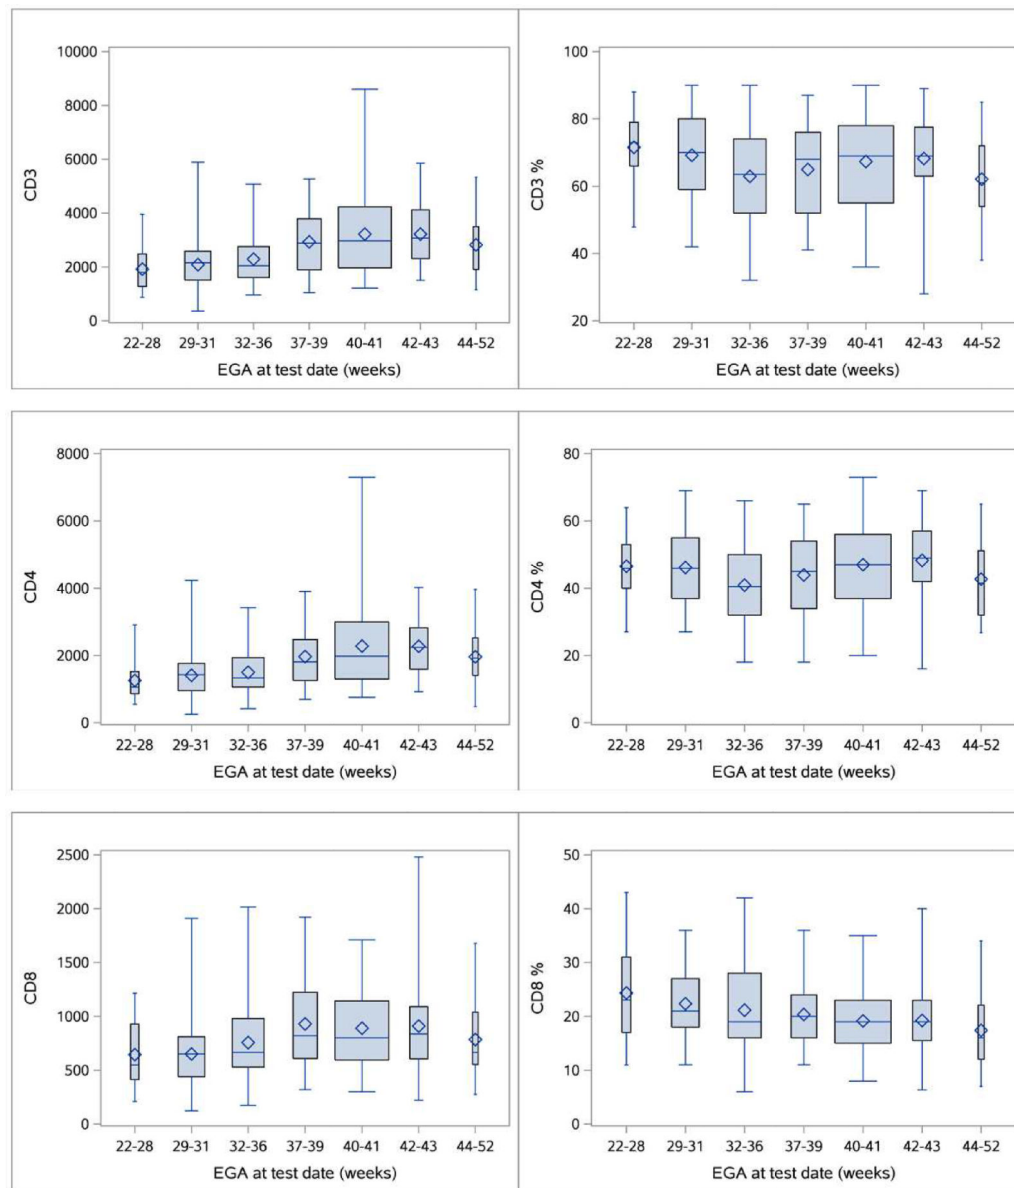 10000
8000
6000
4000
2000
0
CD3
22-28 29-31 32-36 37-39 40-41 42-43 44-52
EGA at test date (weeks)
100
80
60
40
20
CD3 %
22-28 29-31 32-36 37-39 40-41 42-43 44-52
EGA at test date (weeks)
8000
6000
4000
2000
0
CD4
22-28 29-31 32-36 37-39 40-41 42-43 44-52
EGA at test date (weeks)
80
60
40
20
0
CD4 %
22-28 29-31 32-36 37-39 40-41 42-43 44-52
EGA at test date (weeks)
2500
2000
1500
1000
500
0
CD8
22-28 29-31 32-36 37-39 40-41 42-43 44-52
EGA at test date (weeks)
50
40
30
20
10
0
CD8 %
22-28 29-31 32-36 37-39 40-41 42-43 44-52
EGA at test date (weeks)